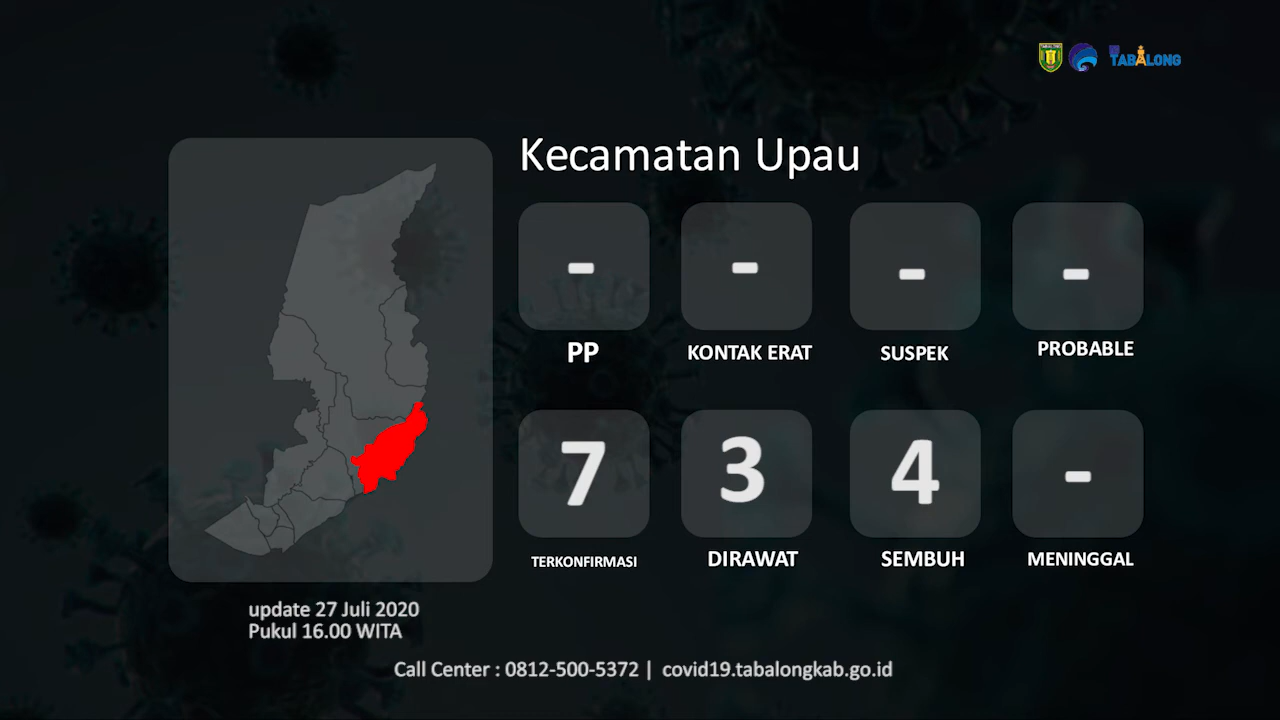 TABALONG
Kecamatan Upau
- - - -
PP KONTAK ERAT SUSPEK PROBABLE
7 3 4 -
TERKONFIRMASI DIRAWAT SEMBUH MENINGGAL
update 27 Juli 2020
Pukul 16.00 WITA
Call Center : 0812-500-5372 | covid19.tabalongkab.go.id